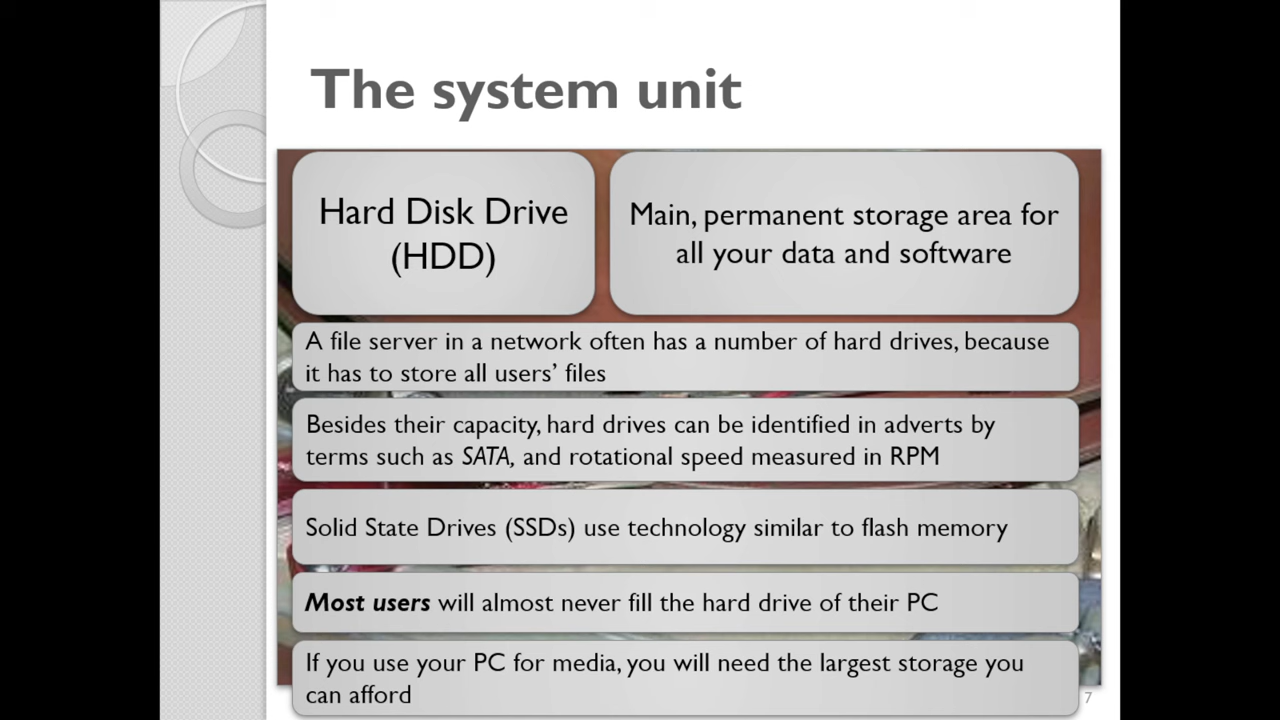 The system unit
Hard Disk Drive
(HDD)
Main, permanent storage area for
all your data and software
A file server in a network often has a number of hard drives, because
it has to store all users’ files
Besides their capacity, hard drives can be identified in adverts by
terms such as SATA, and rotational speed measured in RPM
Solid State Drives (SSDs) use technology similar to flash memory
Most users will almost never fill the hard drive of their PC
If you use your PC for media, you will need the largest storage you
can afford
7